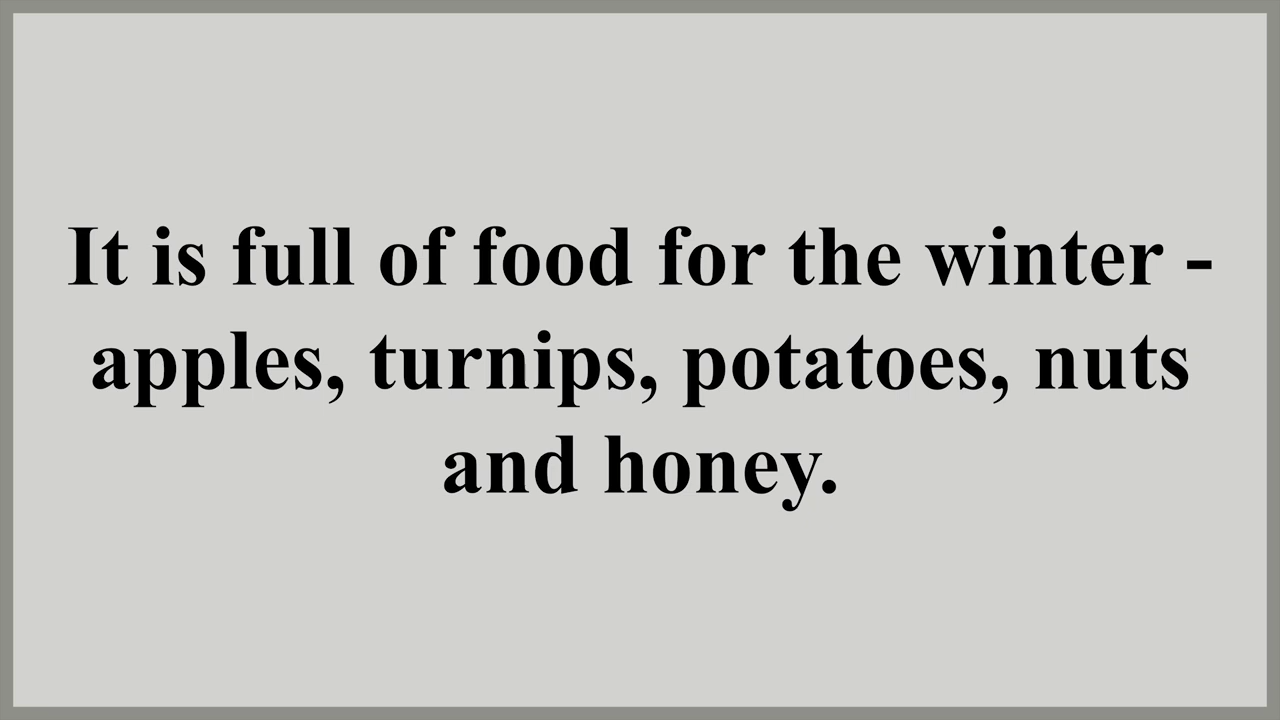 It is full of food for the winter -
apples, turnips, potatoes, nuts
and honey.